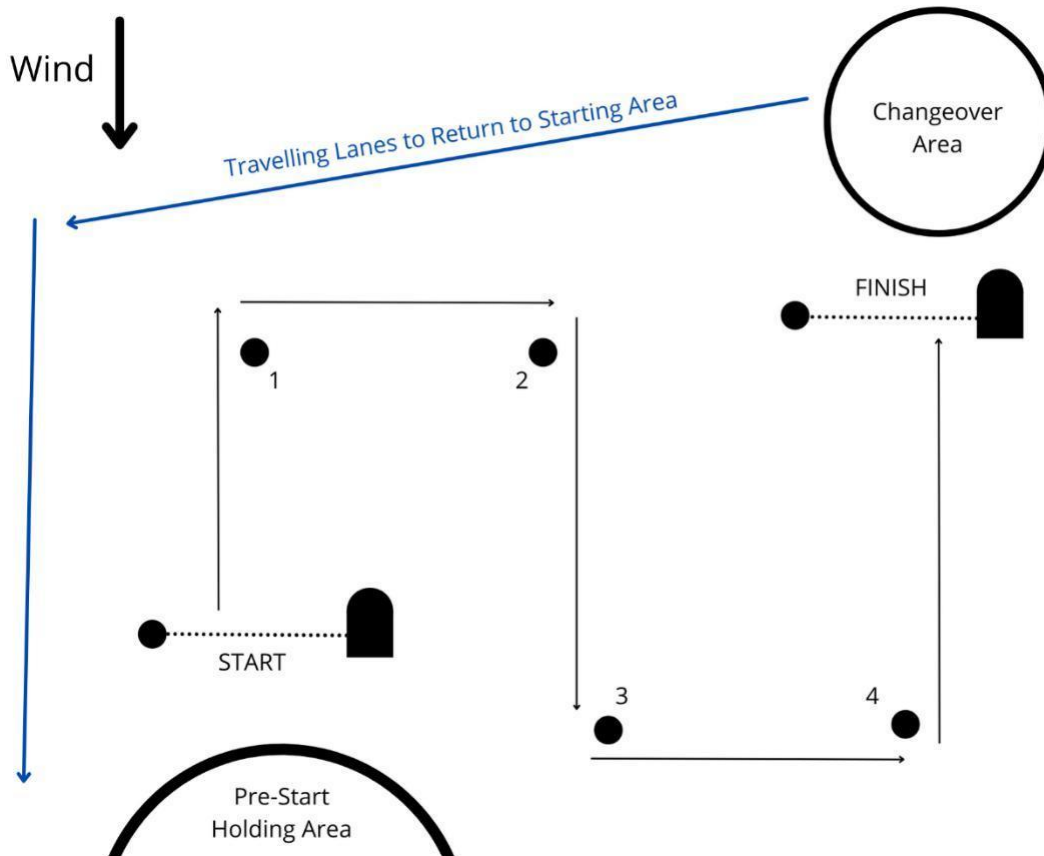 Wind
Travelling Lanes to Return to Starting Area
Changeover
Area
FINISH
1
2
START
3
4
Pre-Start
Holding Area